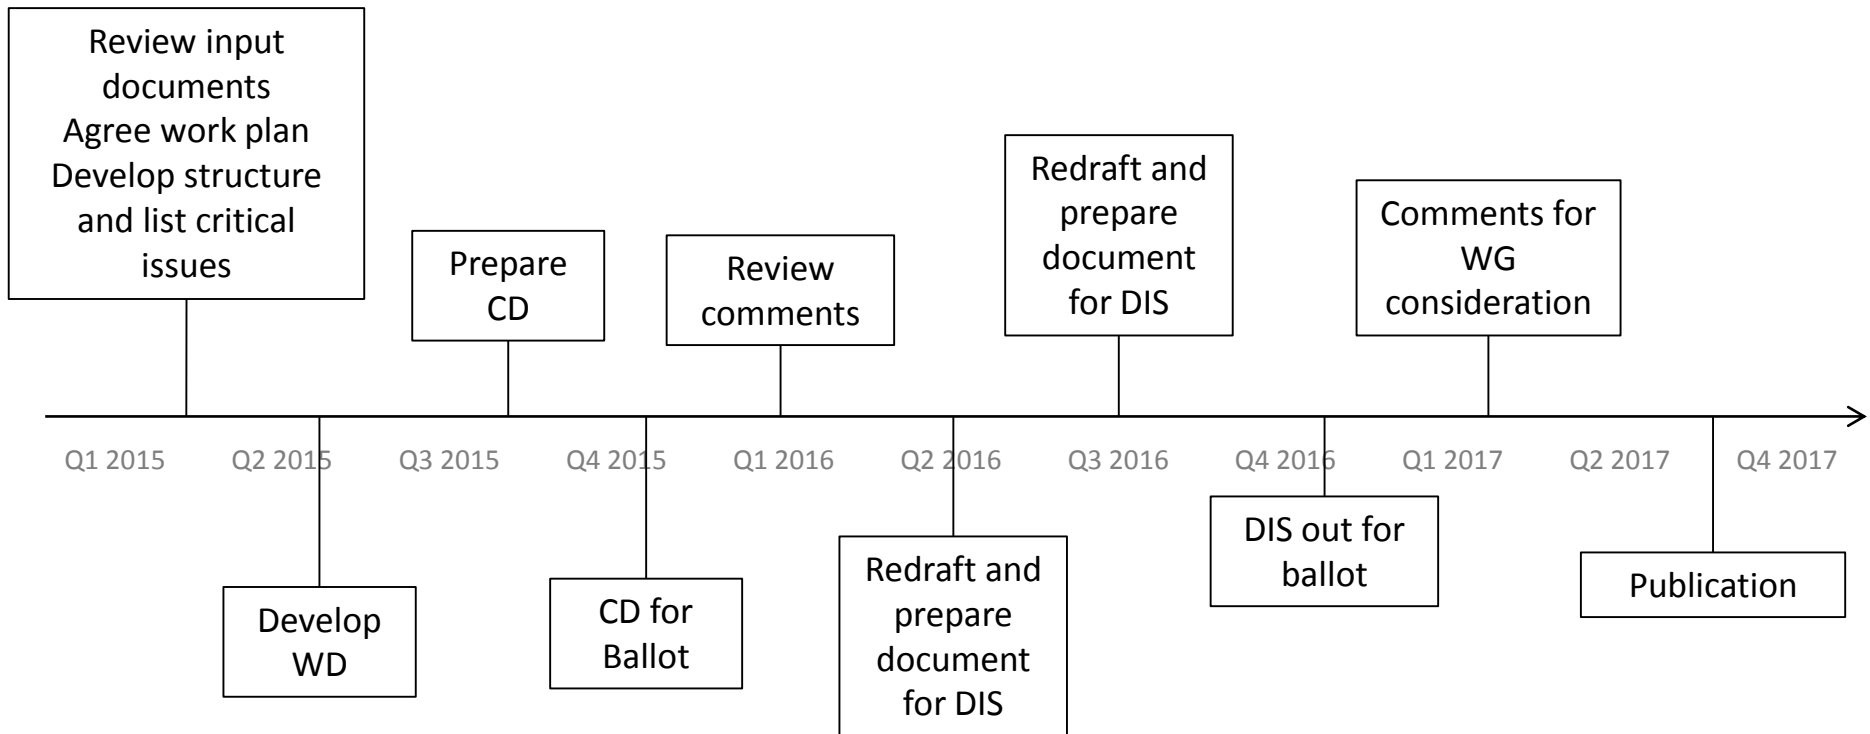 Review input
documents
Agree work plan
Develop structure
and list critical
issues
Prepare
CD
Review
comments
Redraft and
prepare
document
for DIS
Comments for
WG
consideration
Q1 2015 Q2 2015 Q3 2015 Q4 2015 Q1 2016 Q2 2016 Q3 2016 Q4 2016 Q1 2017 Q2 2017 Q4 2017
Develop
WD
CD for
Ballot
Redraft and
prepare
document
for DIS
DIS out for
ballot
Publication